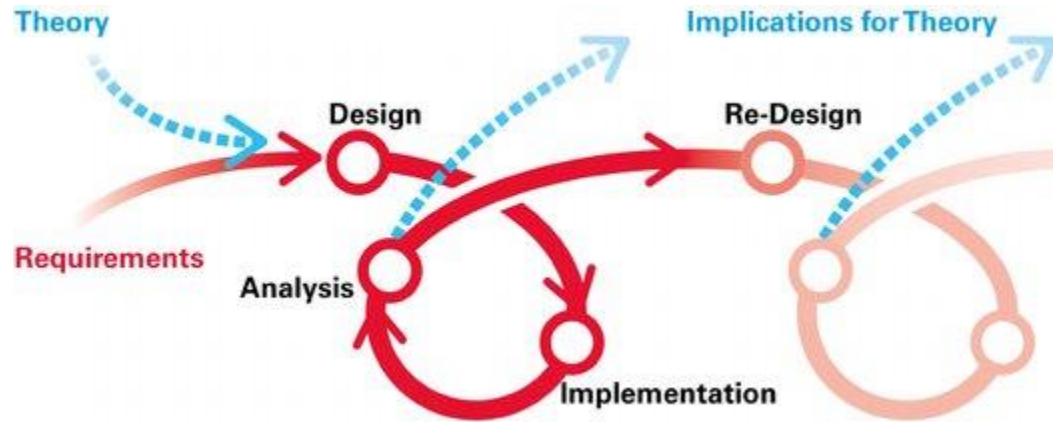 Theory
Implications for Theory
Design
Re-Design
Requirements
Analysis
Implementation